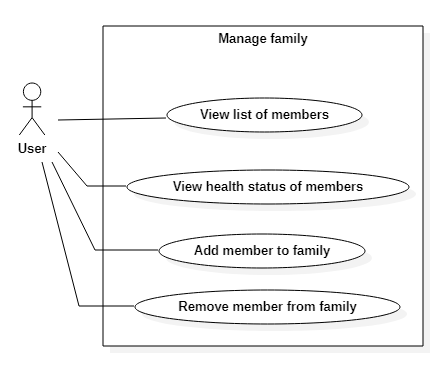 Manage family
View list of members
User
View health status of members
Add member to family
Remove member from family